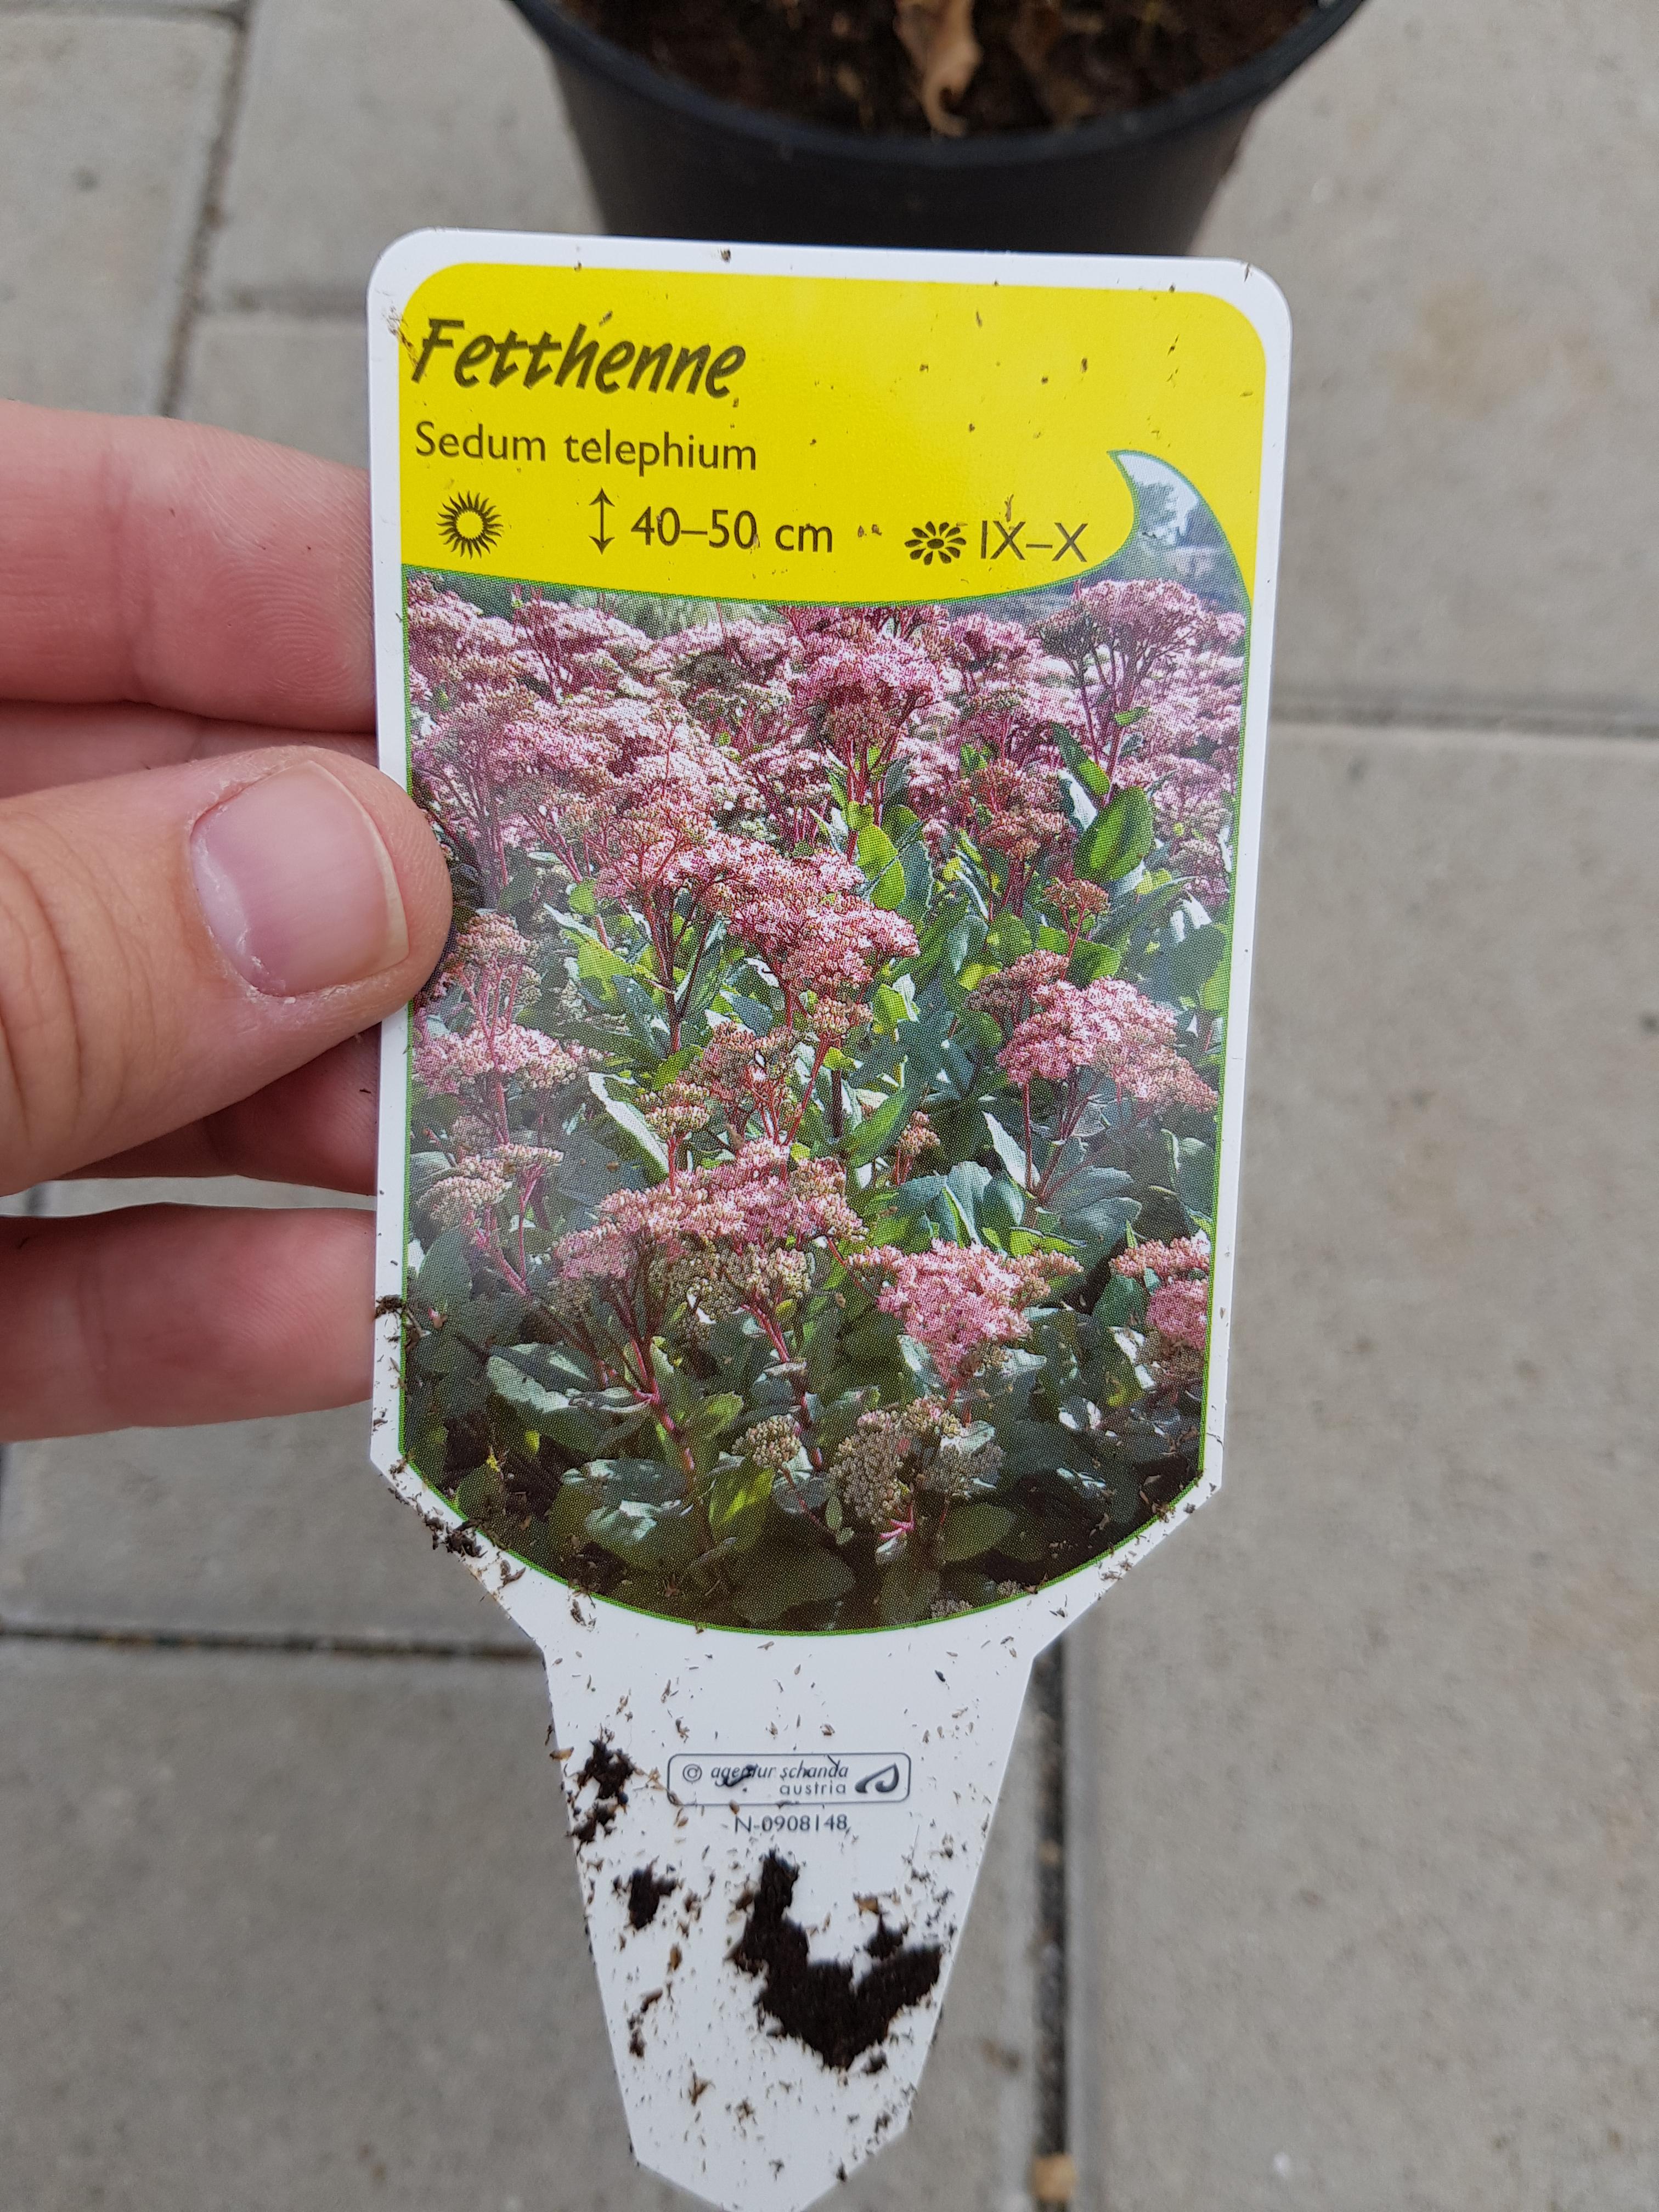 Fetthenne
Sedum telephium
40–50 cm
IX–X
© agentur schanda
austria
N-0908148